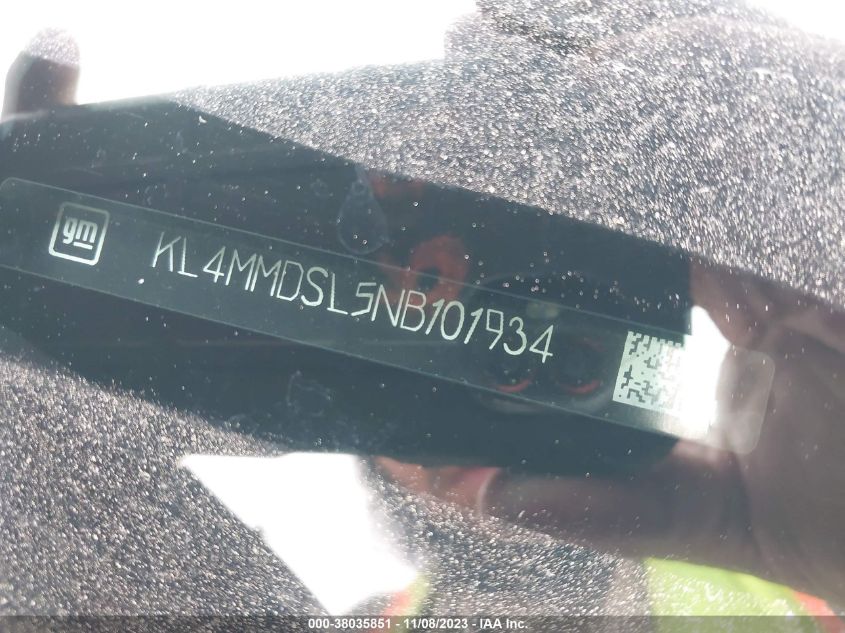 gm
KL4MMDSL5NB101934
000-38035851 - 11/08/2023 - IAA Inc.